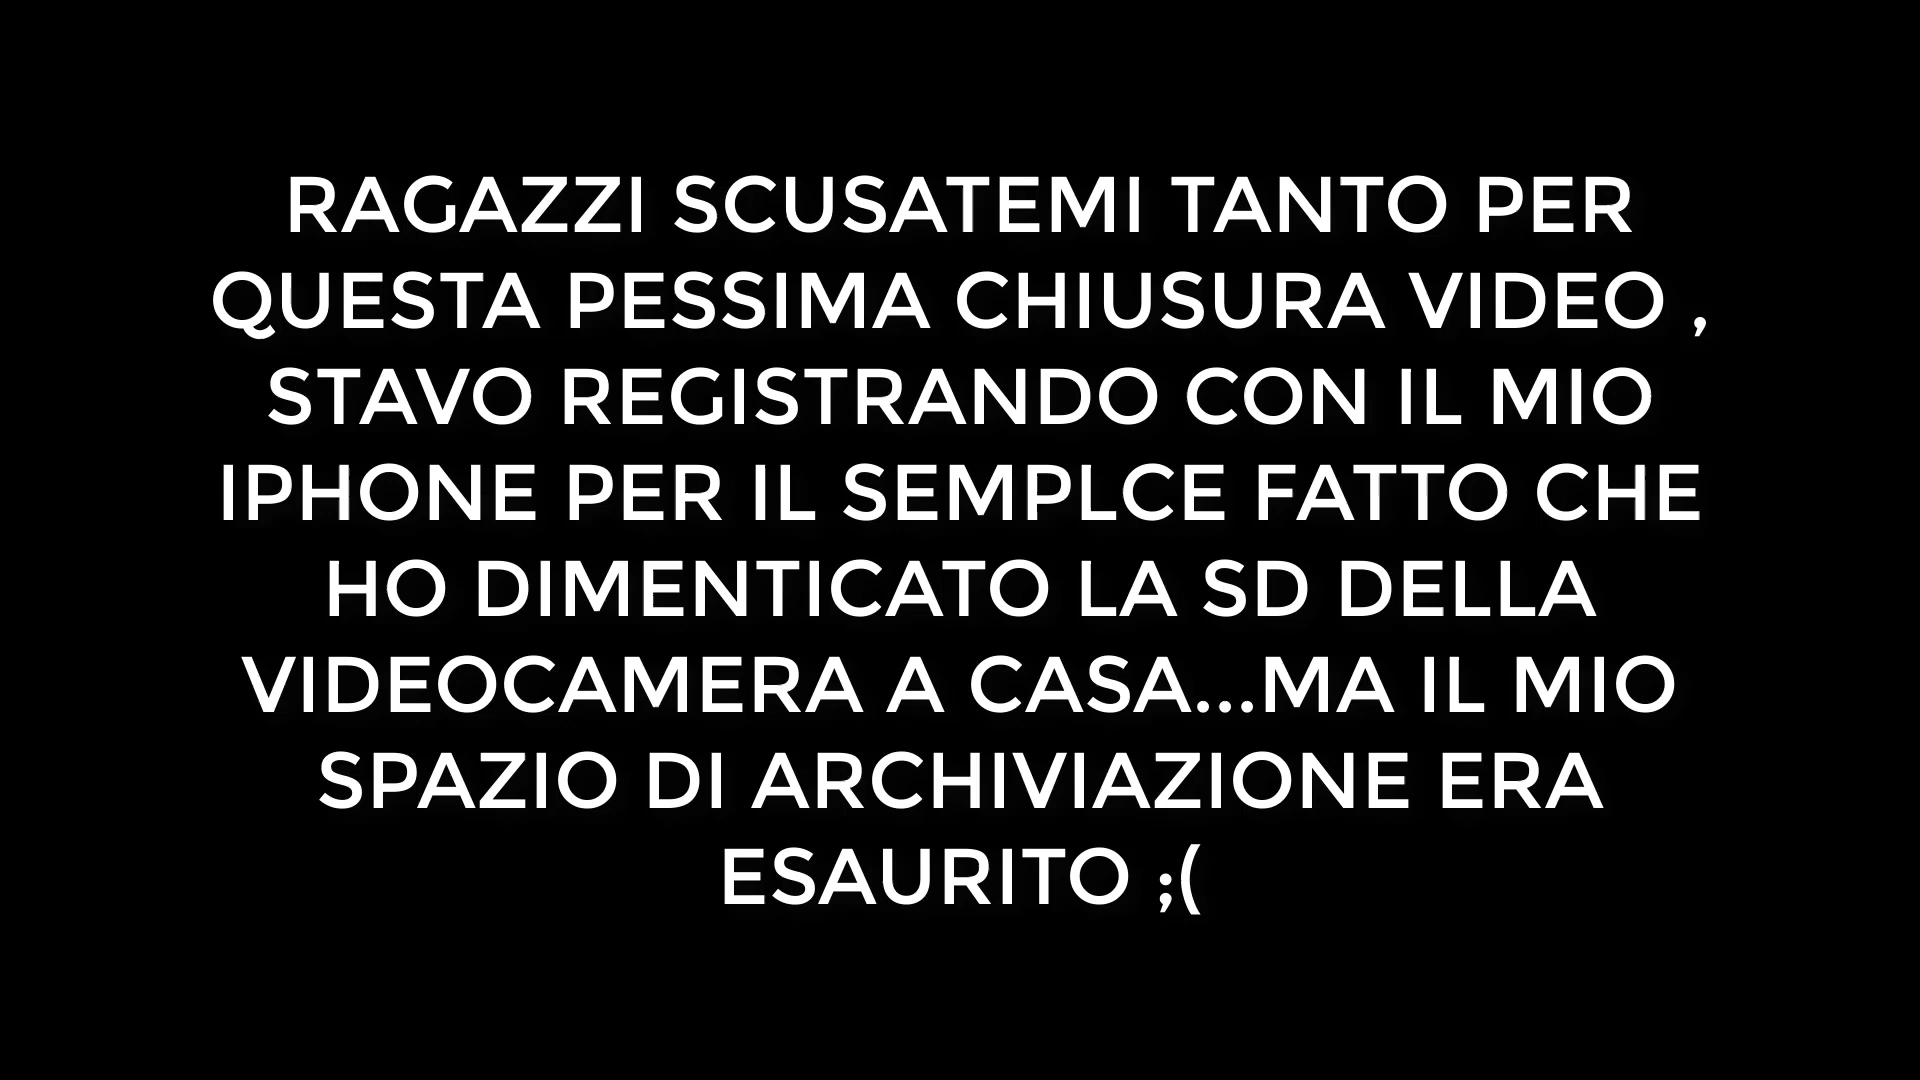 RAGAZZI SCUSATEMI TANTO PER
QUESTA PESSIMA CHIUSURA VIDEO ,
STAVO REGISTRANDO CON IL MIO
IPHONE PER IL SEMPLCE FATTO CHE
HO DIMENTICATO LA SD DELLA
VIDEOCAMERA A CASA...MA IL MIO
SPAZIO DI ARCHIVIAZIONE ERA
ESAURITO ;(